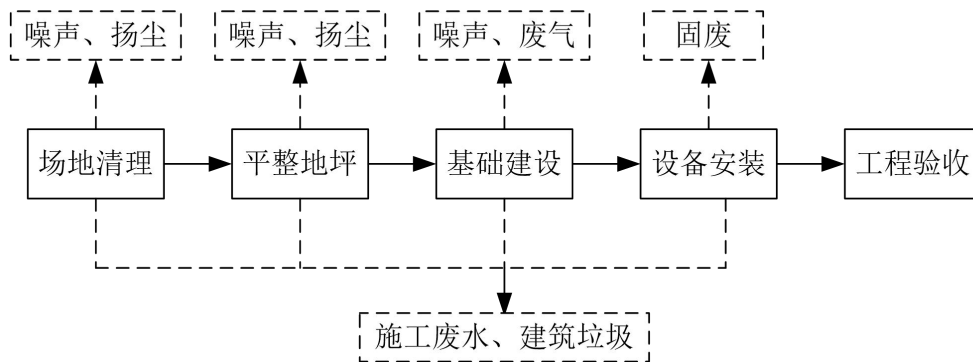 噪声、扬尘
噪声、扬尘
噪声、废气
固废
场地清理
平整地坪
基础建设
设备安装
工程验收
施工废水、建筑垃圾